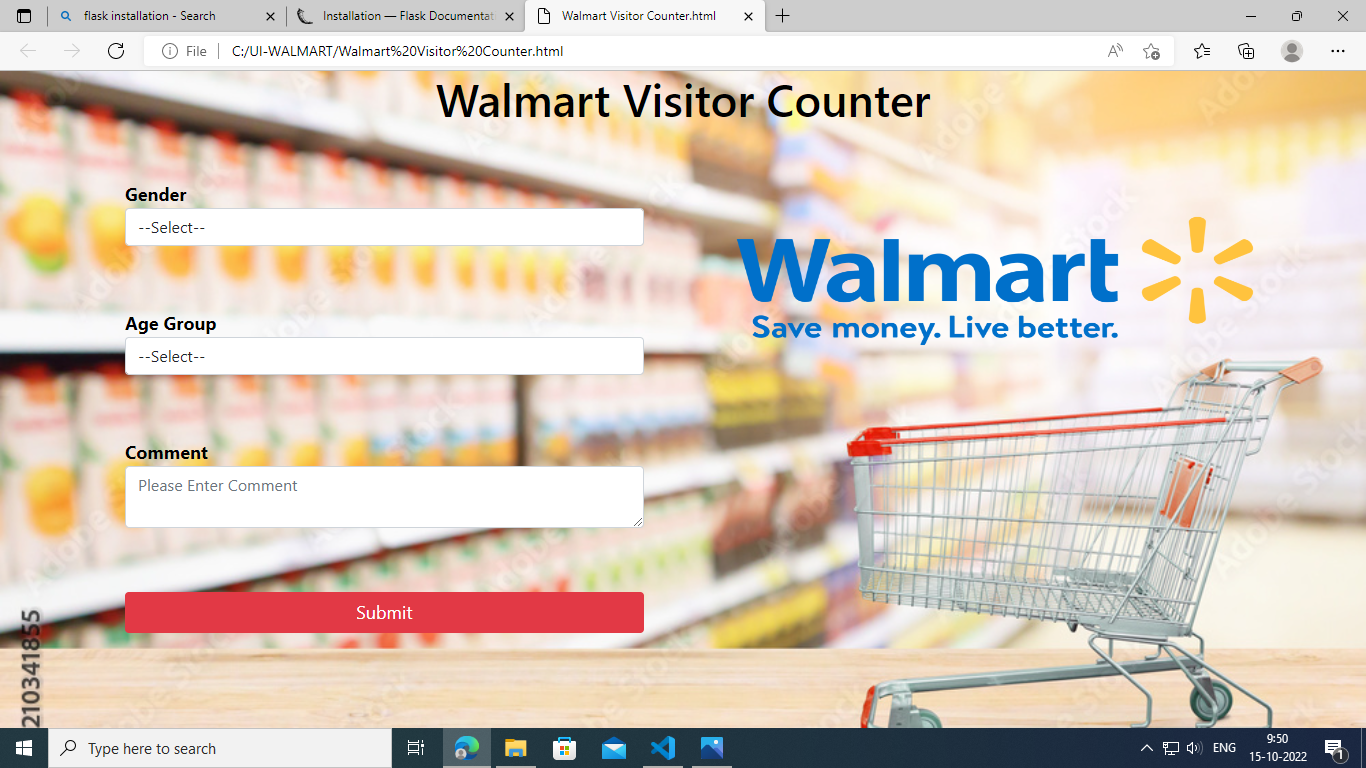 flask installation - Search
Installation — Flask Documentat
Walmart Visitor Counter.html
File
C:/UI-WALMART/Walmart%20Visitor%20Counter.html
Walmart Visitor Counter
Gender
--Select--
Walmart
Save money. Live better.
Age Group
--Select--
Comment
Please Enter Comment
Submit
210341855
Adobe Stock
Type here to search
ENG
9:50
15-10-2022
1